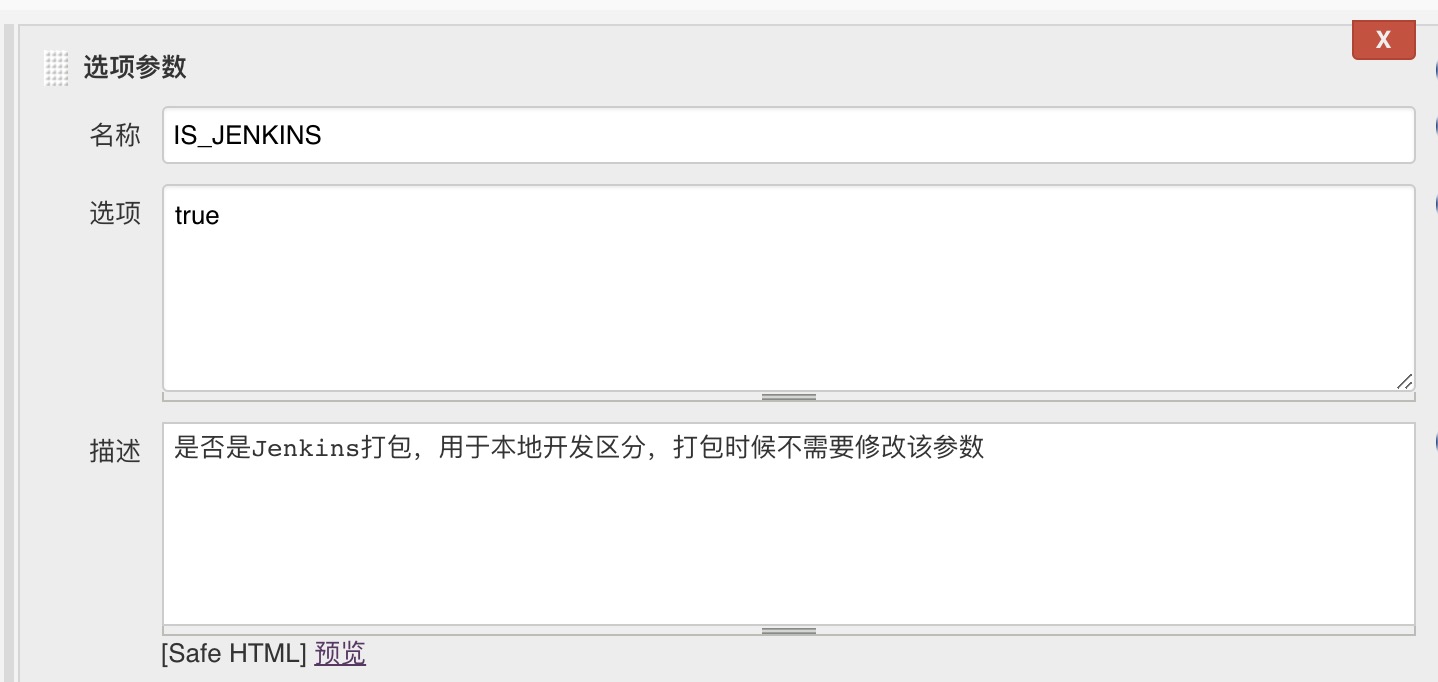 X
选项参数
名称 IS_JENKINS
选项 true
描述 是否是Jenkins打包，用于本地开发区分，打包时候不需要修改该参数
[Safe HTML] 预览